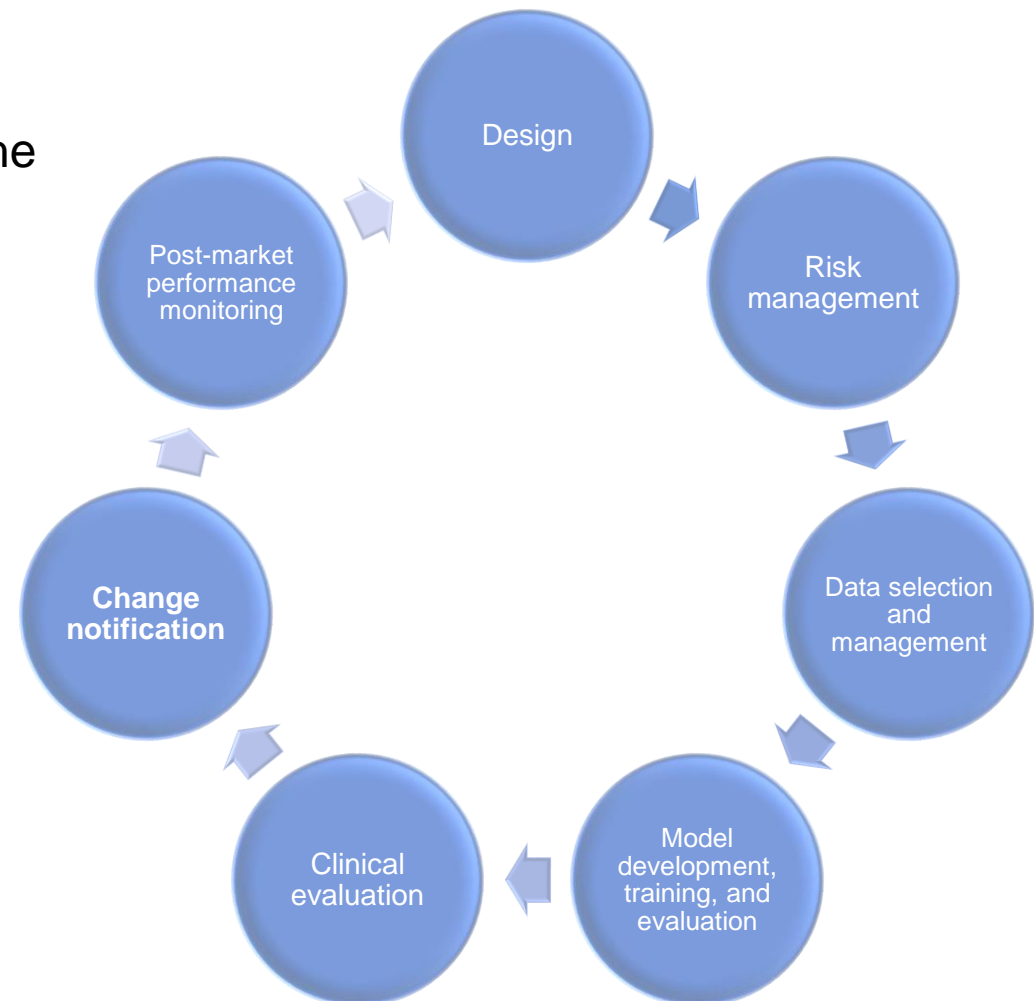 ne
Design
Risk
management
Data selection
and
management
Model
development,
training, and
evaluation
Clinical
evaluation
Change
notification
Post-market
performance
monitoring